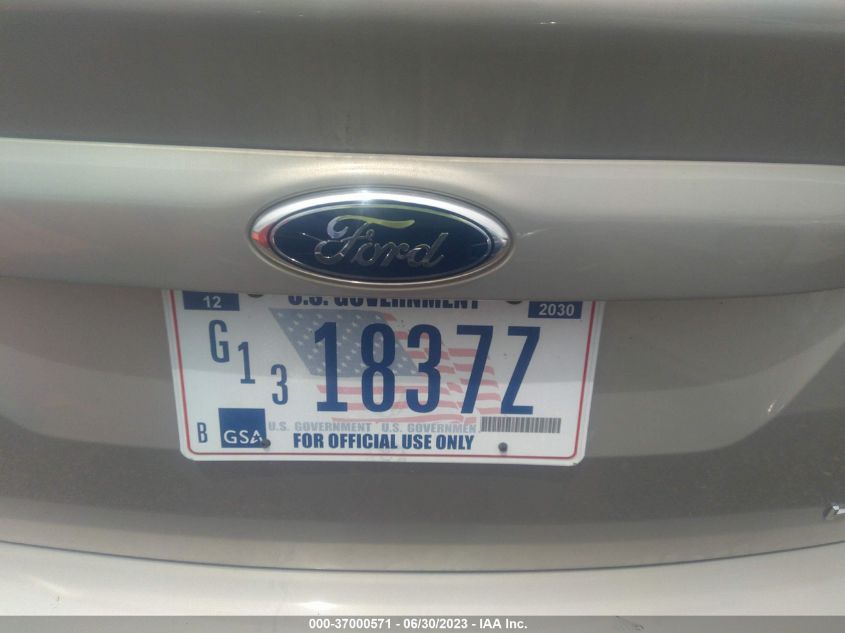 Ford
12 U.S. GOVERNMENT 2030
G13 1837Z
B GSA U.S. GOVERNMENT U.S. GOVERNMEN
FOR OFFICIAL USE ONLY
000-37000571 - 06/30/2023 - IAA Inc.